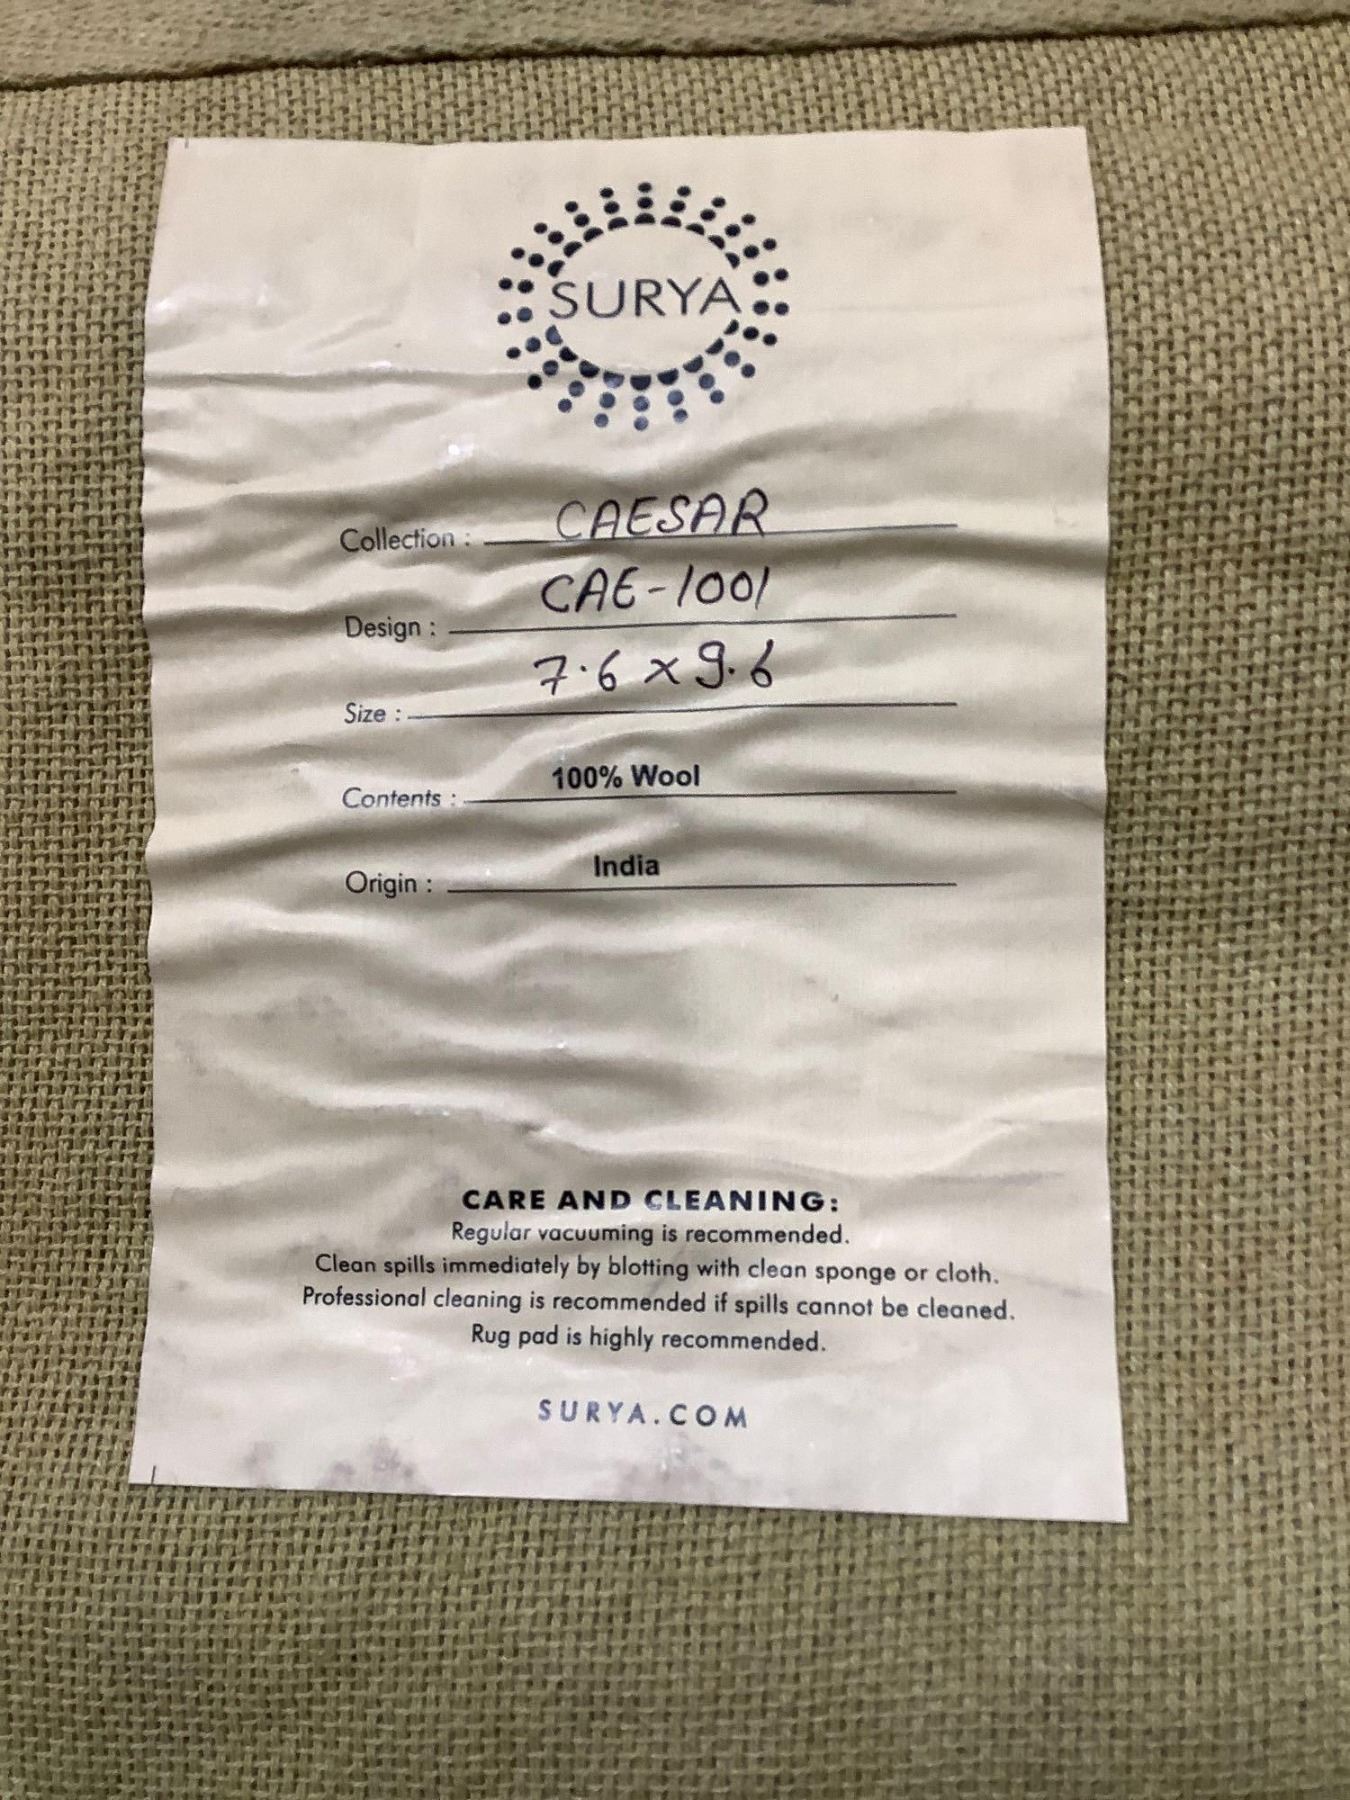 SURYA
Collection : CAESAR
Design : CAE-1001
Size : 7.6 x 9.6
Contents : 100% Wool
Origin : India
CARE AND CLEANING:
Regular vacuuming is recommended.
Clean spills immediately by blotting with clean sponge or cloth.
Professional cleaning is recommended if spills cannot be cleaned.
Rug pad is highly recommended.
SURYA.COM